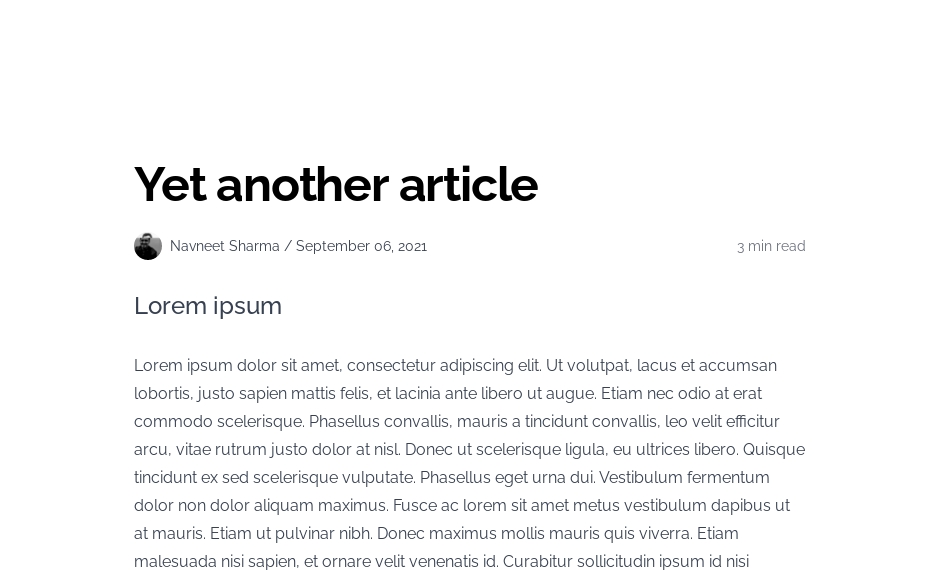 Yet another article
Navneet Sharma / September 06, 2021
3 min read
Lorem ipsum
Lorem ipsum dolor sit amet, consectetur adipiscing elit. Ut volutpat, lacus et accumsan
lobortis, justo sapien mattis felis, et lacinia ante libero ut augue. Etiam nec odio at erat
commodo scelerisque. Phasellus convallis, mauris a tincidunt convallis, leo velit efficitur
arcu, vitae rutrum justo dolor at nisl. Donec ut scelerisque ligula, eu ultrices libero. Quisque
tincidunt ex sed scelerisque vulputate. Phasellus eget urna dui. Vestibulum fermentum
dolor non dolor aliquam maximus. Fusce ac lorem sit amet metus vestibulum dapibus ut
at mauris. Etiam ut pulvinar nibh. Donec maximus mollis mauris quis viverra. Etiam
malesuada nisi sapien, et ornare velit venenatis id. Curabitur sollicitudin ipsum id nisi